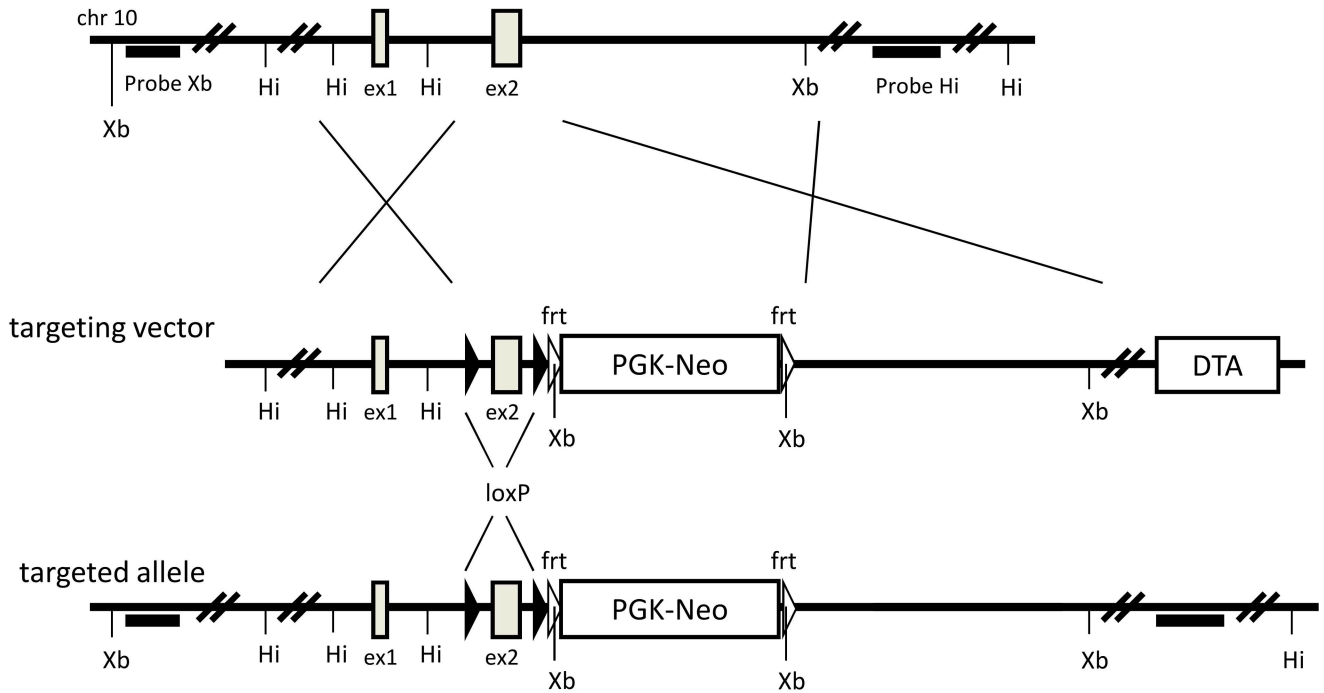 chr 10
Probe Xb
Hi
Hi
ex1
Hi
ex2
Xb
Probe Hi
Hi
Xb
targeting vector
frt
frt
PGK-Neo
DTA
Hi
Hi
ex1
Hi
ex2
Xb
Xb
Xb
loxP
targeted allele
frt
frt
PGK-Neo
Xb
Hi
Hi
ex1
Hi
ex2
Xb
Xb
Xb
Hi